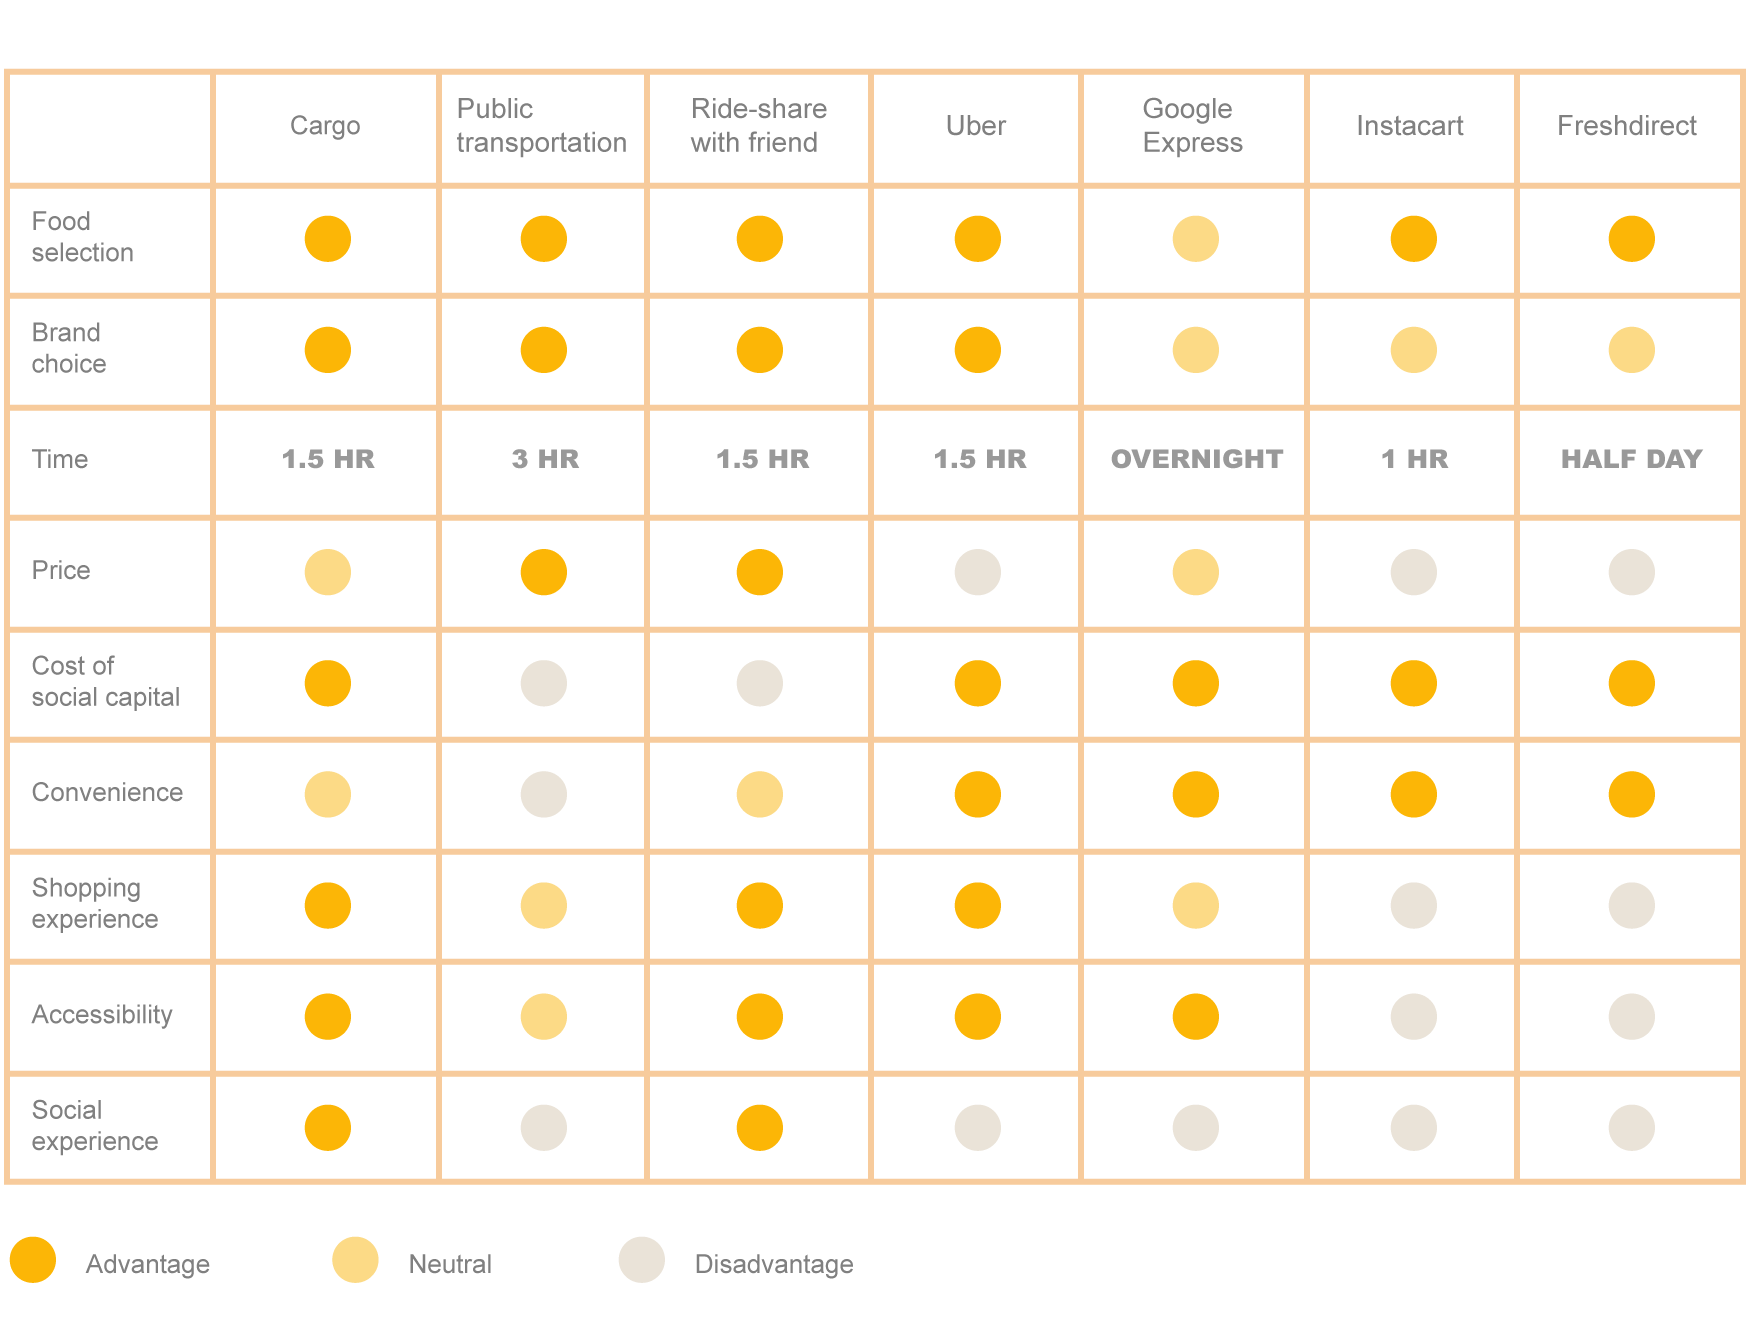 Cargo
Public
transportation
Ride-share
with friend
Uber
Google
Express
Instacart
Freshdirect
Food
selection
Brand
choice
Time
1.5 HR
3 HR
1.5 HR
1.5 HR
OVERNIGHT
1 HR
HALF DAY
Price
Cost of
social capital
Convenience
Shopping
experience
Accessibility
Social
experience
Advantage
Neutral
Disadvantage